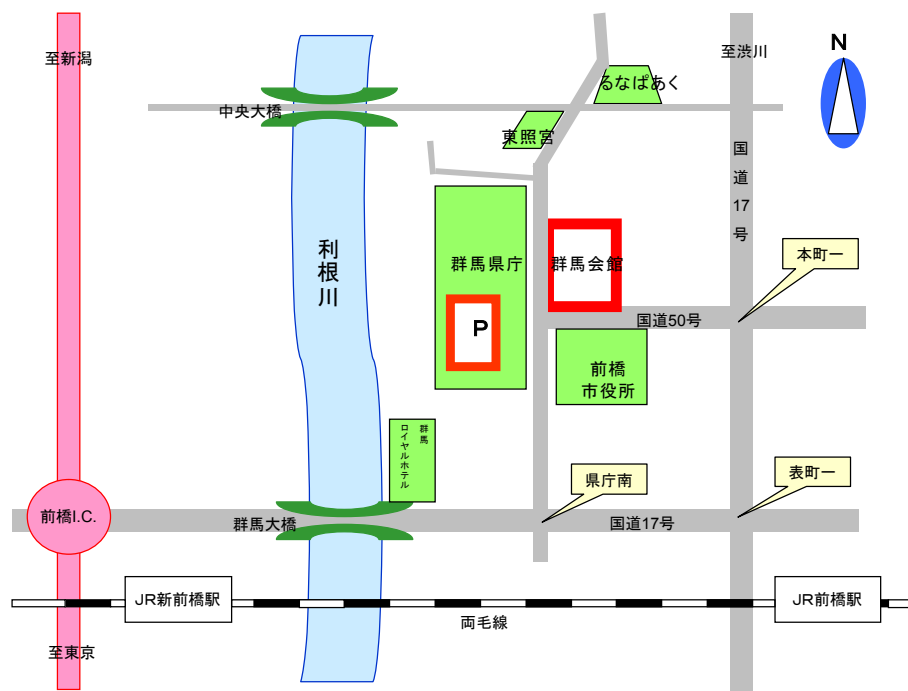 至新潟
至渋川
N
るなぱあく
中央大橋
東照宮
国道17号
利根川
群馬県庁
群馬会館
本町一
P
国道50号
前橋
市役所
群馬
ロイヤルホテル
県庁南
表町一
前橋I.C.
群馬大橋
国道17号
JR新前橋駅
JR前橋駅
両毛線
至東京